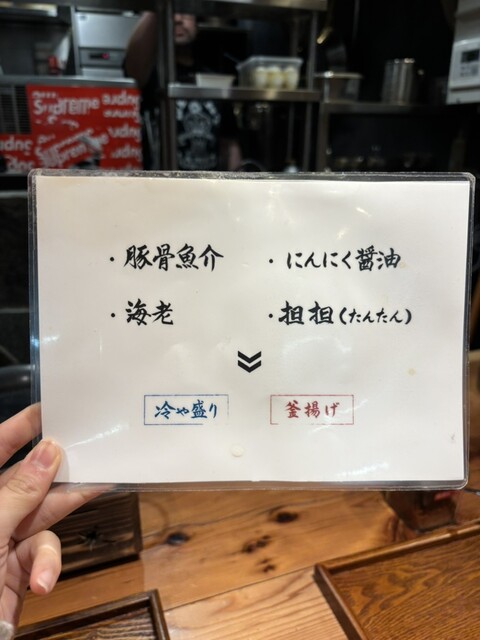 Supreme
・豚骨魚介
・にんにく醤油
・海老
・担担(たんたん)
冷や盛り
釜揚げ